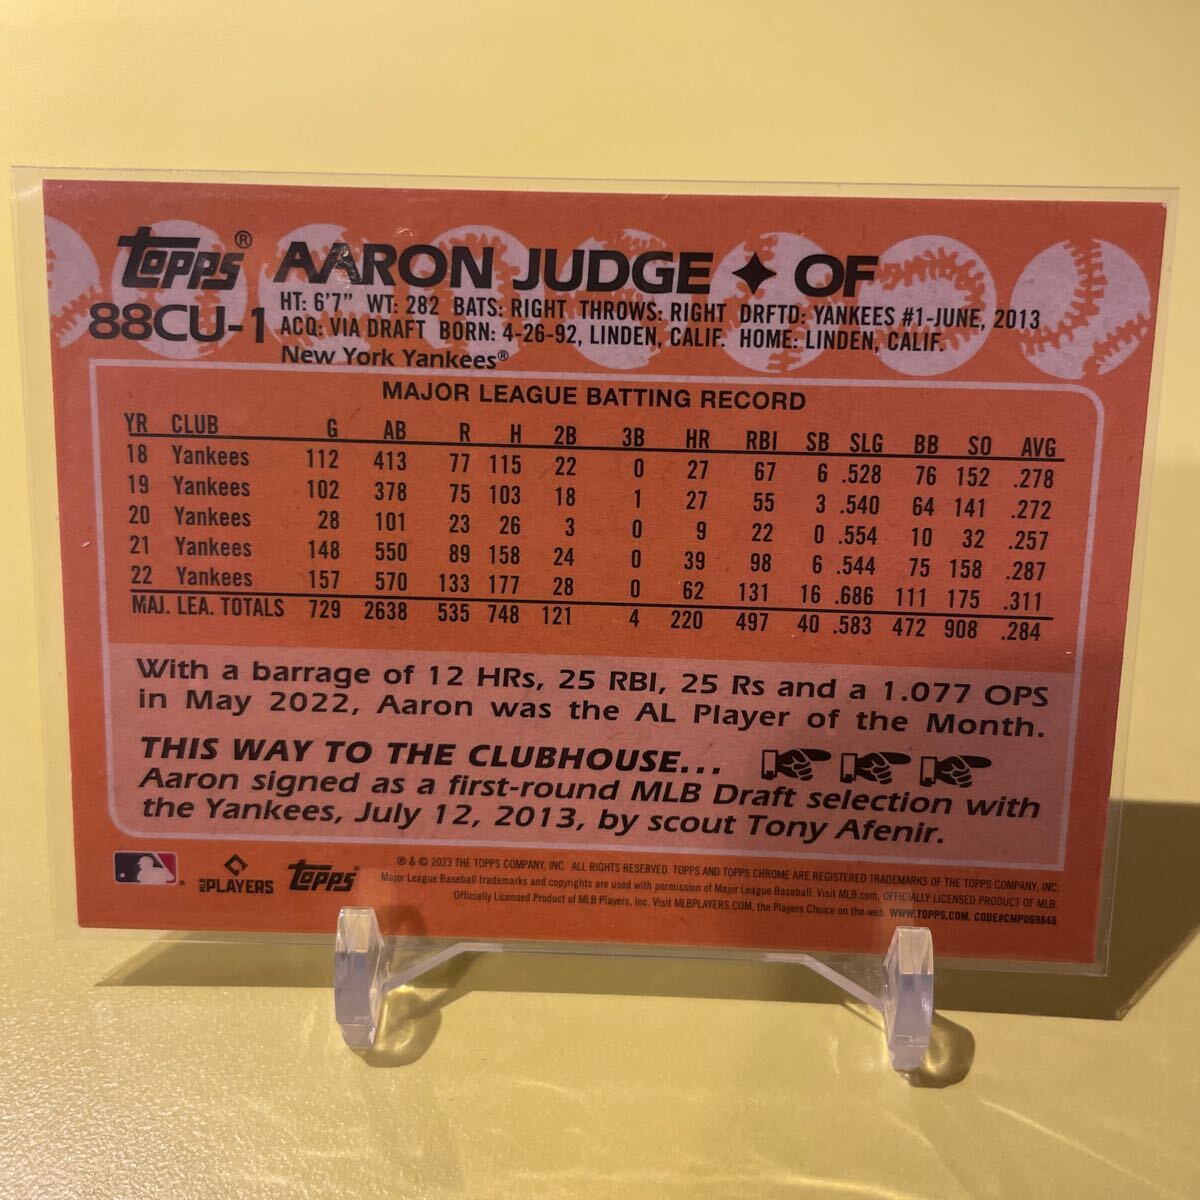 topps®
AARON JUDGE ✦ OF
88CU-1
HT: 6'7" WT: 282 BATS: RIGHT THROWS: RIGHT DRFTD: YANKEES #1-JUNE, 2013
ACQ: VIA DRAFT BORN: 4-26-92, LINDEN, CALIF. HOME: LINDEN, CALIF.
New York Yankees®
MAJOR LEAGUE BATTING RECORD
YR CLUB G AB R H 2B 3B HR RBI SB SLG BB SO AVG
18 Yankees 112 413 77 115 22 0 27 67 6 .528 76 152 .278
19 Yankees 102 378 75 103 18 1 27 55 3 .540 64 141 .272
20 Yankees 28 101 23 26 3 0 9 22 0 .554 10 32 .257
21 Yankees 148 550 89 158 24 0 39 98 6 .544 75 158 .287
22 Yankees 157 570 133 177 28 0 62 131 16 .686 111 175 .311
MAJ. LEA. TOTALS 729 2638 535 748 121 4 220 497 40 .583 472 908 .284
With a barrage of 12 HRs, 25 RBI, 25 Rs and a 1.077 OPS
in May 2022, Aaron was the AL Player of the Month.
THIS WAY TO THE CLUBHOUSE...
Aaron signed as a first-round MLB Draft selection with
the Yankees, July 12, 2013, by scout Tony Afenir.
MLB PLAYERS
topps®
® & © 2023 THE TOPPS COMPANY, INC. ALL RIGHTS RESERVED. TOPPS AND TOPPS CHROME ARE REGISTERED TRADEMARKS OF THE TOPPS COMPANY, INC.
Major League Baseball trademarks and copyrights are used with permission of Major League Baseball. Visit MLB.com. OFFICIALLY LICENSED PRODUCT OF MLB.
Officially Licensed Product of MLB Players, Inc. Visit MLBPLAYERS.COM, the Players Choice on the web. WWW.TOPPS.COM. CODE#CMP069846